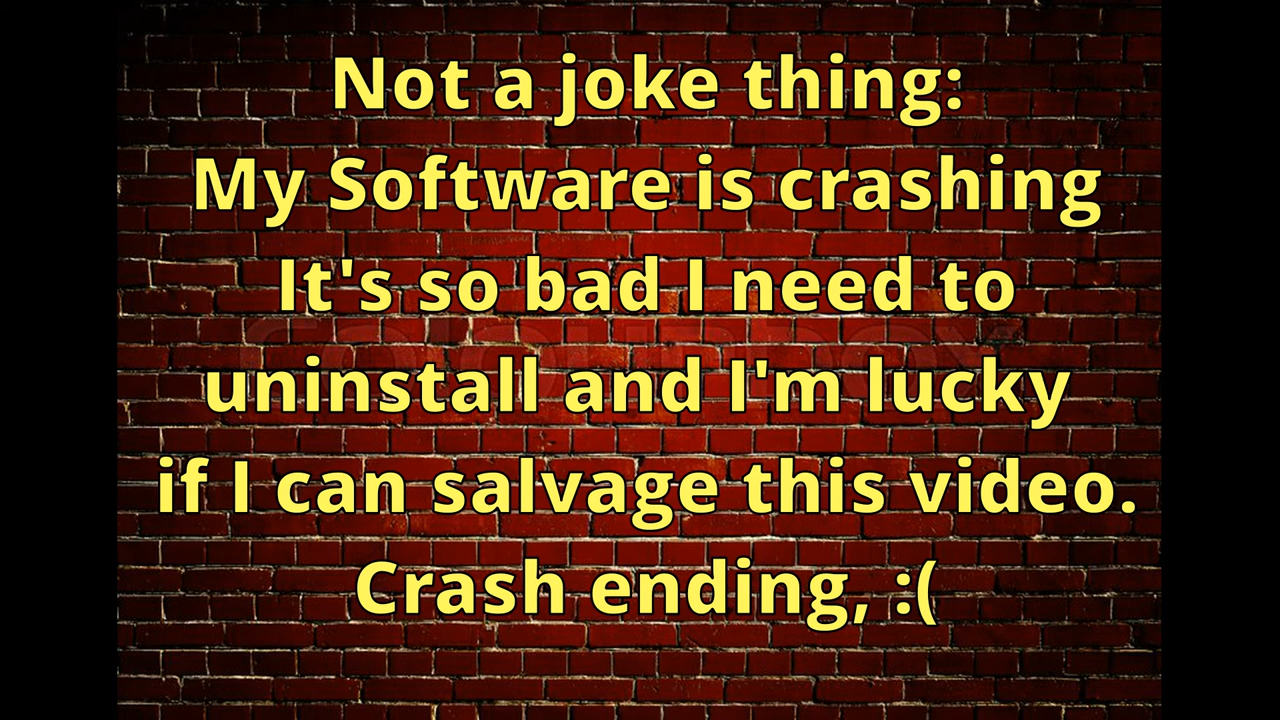 Not a joke thing:
My Software is crashing
It's so bad I need to
uninstall and I'm lucky
if I can salvage this video.
Crash ending, :(
colourbox